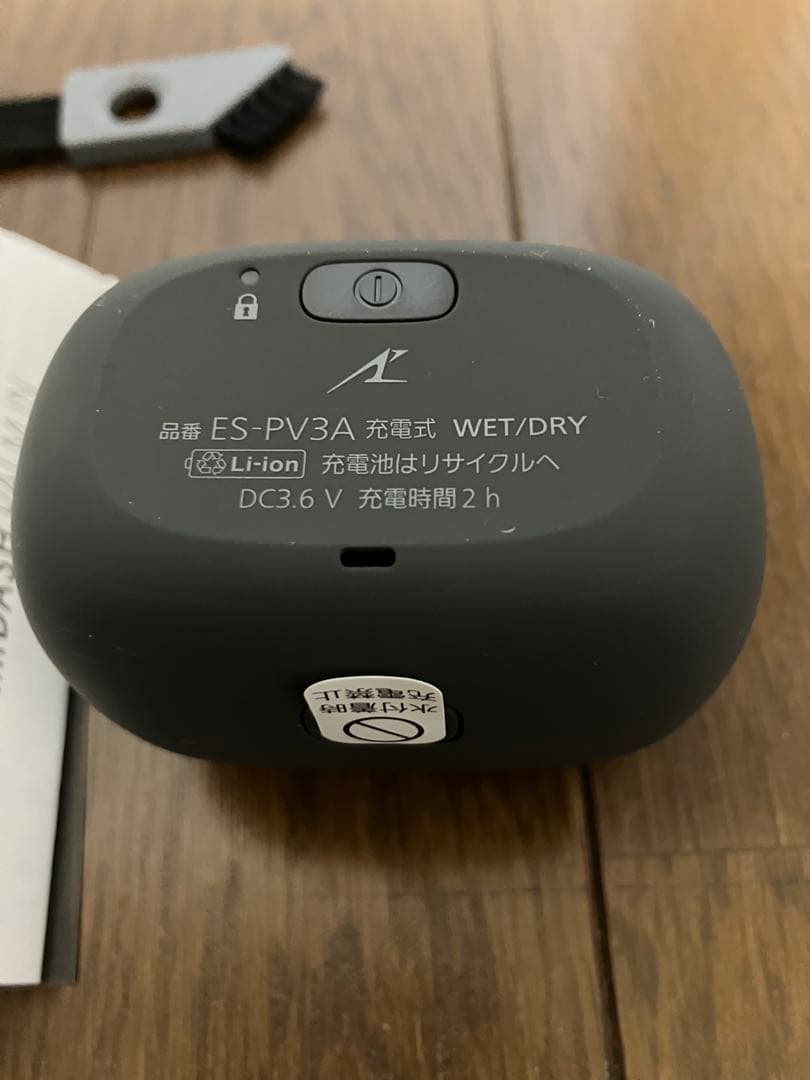 品番 ES-PV3A 充電式 WET/DRY
Li-ion 充電池はリサイクルへ
DC3.6 V 充電時間2h
水付着時
充電禁止